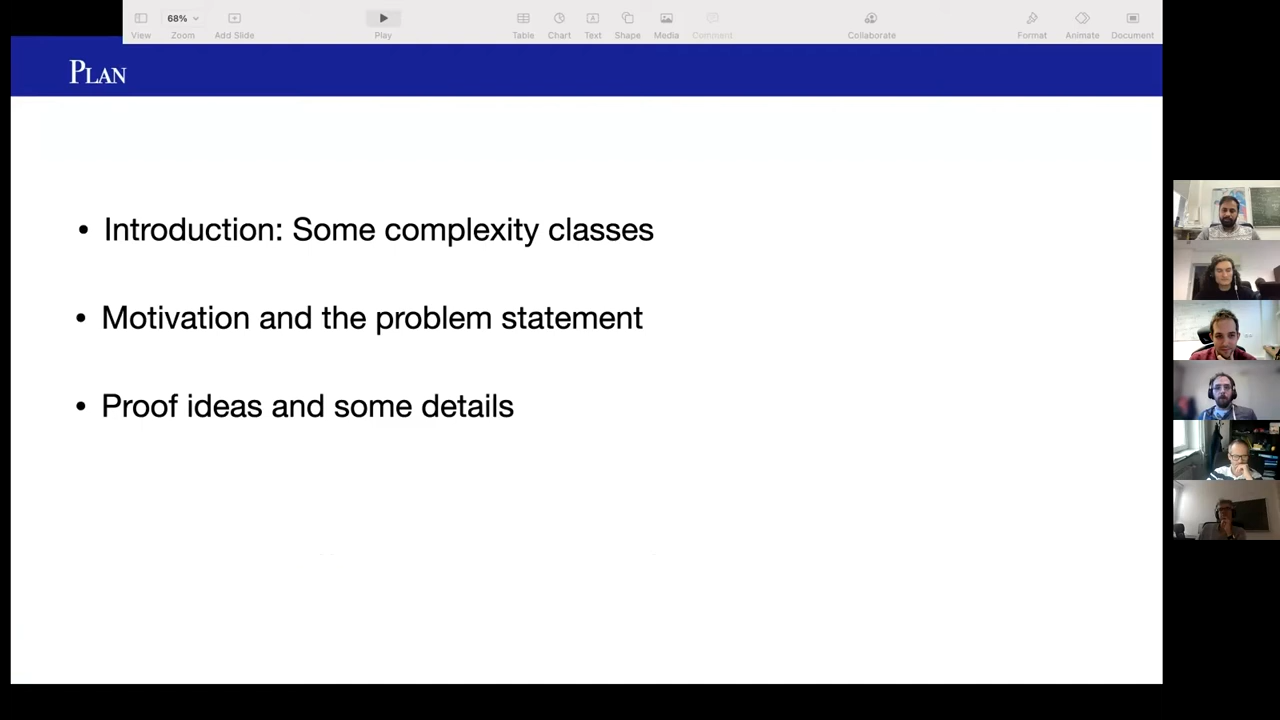 68%
View
Zoom
Add Slide
Play
Table
Chart
Text
Shape
Media
Comment
Collaborate
Format
Animate
Document
PLAN
• Introduction: Some complexity classes
• Motivation and the problem statement
• Proof ideas and some details